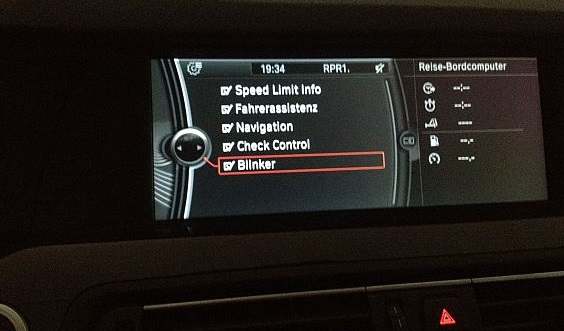 19:34 RPR1.
Speed Limit Info
Fahrerassistenz
Navigation
Check Control
Blinker
Reise-Bordcomputer
--:--
--:--
----
--,-
---,-